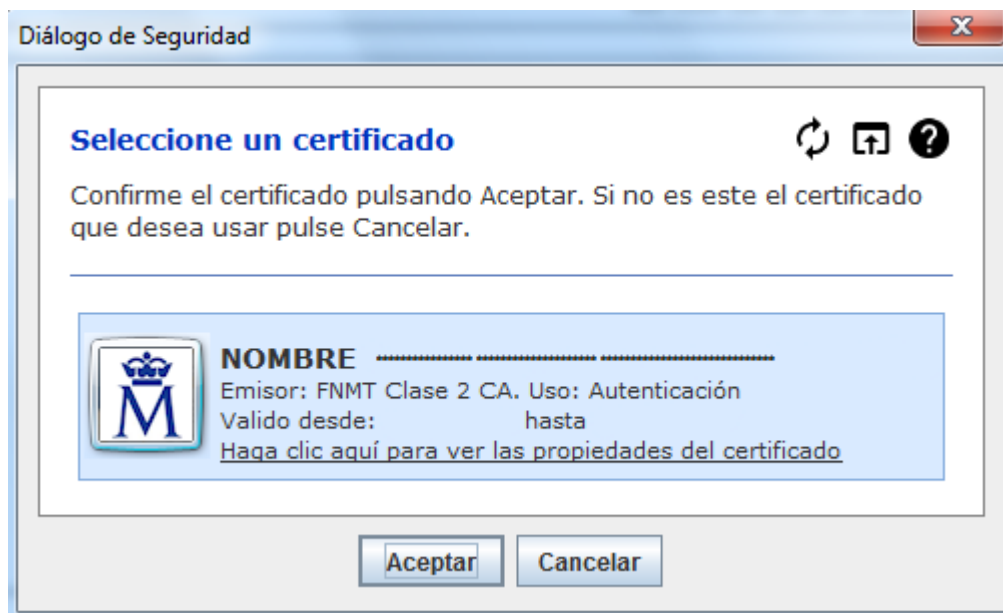 Diálogo de Seguridad
Seleccione un certificado
Confirme el certificado pulsando Aceptar. Si no es este el certificado
que desea usar pulse Cancelar.
NOMBRE
Emisor: FNMT Clase 2 CA. Uso: Autenticación
Valido desde: hasta
Haga clic aquí para ver las propiedades del certificado
Aceptar Cancelar